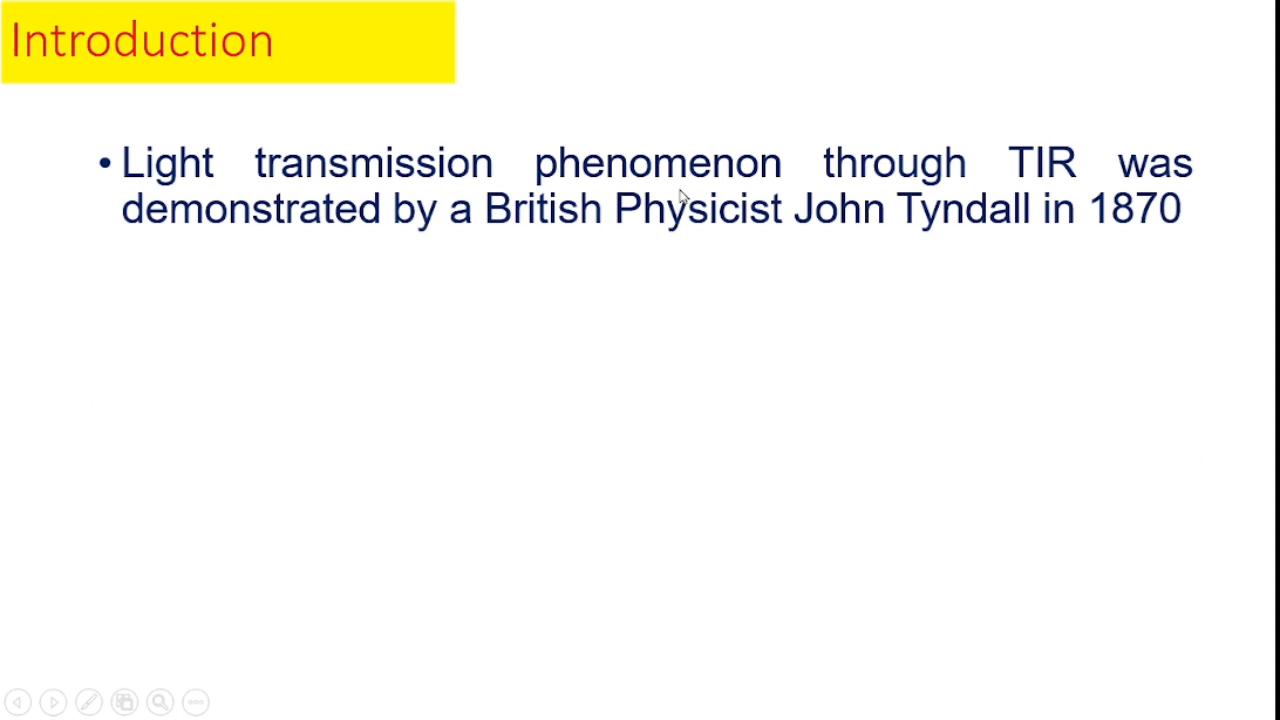 Introduction
• Light transmission phenomenon through TIR was
demonstrated by a British Physicist John Tyndall in 1870